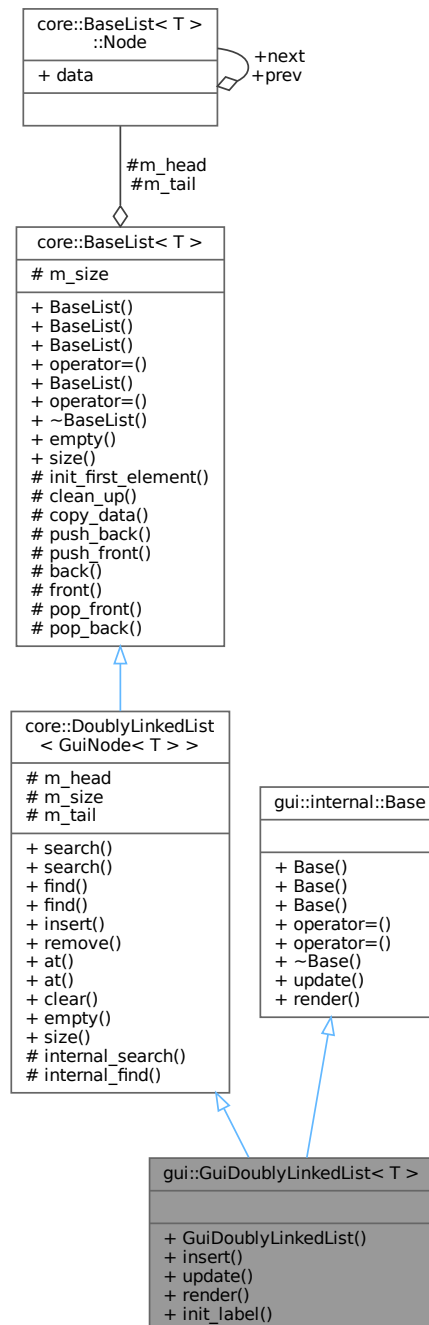 core::BaseList< T >
::Node
+ data
+next
+prev
#m_head
#m_tail
core::BaseList< T >
# m_size
+ BaseList()
+ BaseList()
+ BaseList()
+ operator=()
+ BaseList()
+ operator=()
+ ~BaseList()
+ empty()
+ size()
# init_first_element()
# clean_up()
# copy_data()
# push_back()
# push_front()
# back()
# front()
# pop_front()
# pop_back()
core::DoublyLinkedList
< GuiNode< T > >
# m_head
# m_size
# m_tail
+ search()
+ search()
+ find()
+ find()
+ insert()
+ remove()
+ at()
+ at()
+ clear()
+ empty()
+ size()
# internal_search()
# internal_find()
gui::internal::Base
+ Base()
+ Base()
+ Base()
+ operator=()
+ operator=()
+ ~Base()
+ update()
+ render()
gui::GuiDoublyLinkedList< T >
+ GuiDoublyLinkedList()
+ insert()
+ update()
+ render()
+ init_label()